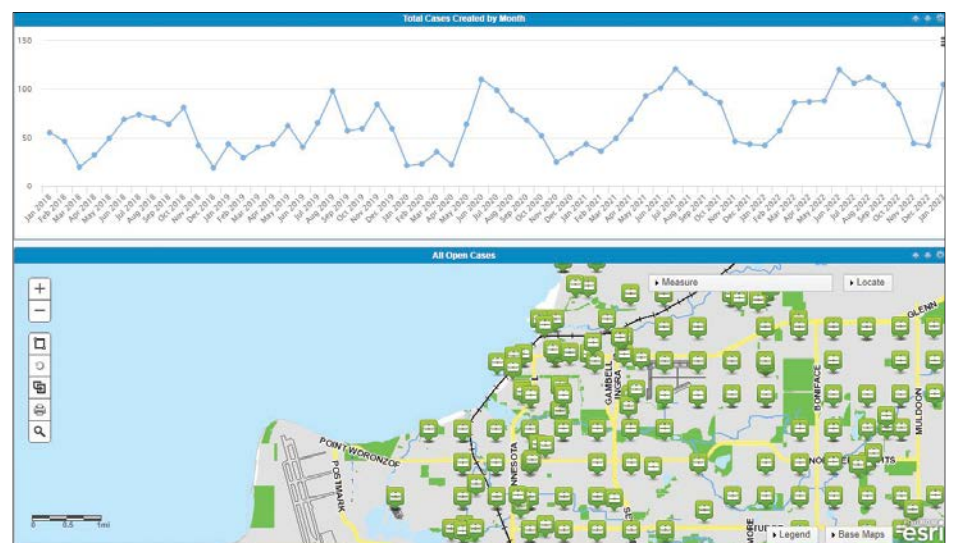 Total Cases Created by Month
150
100
50
0
Jan 2018
Feb 2018
Mar 2018
Apr 2018
May 2018
Jun 2018
Jul 2018
Aug 2018
Sep 2018
Oct 2018
Nov 2018
Dec 2018
Jan 2019
Feb 2019
Mar 2019
Apr 2019
May 2019
Jun 2019
Jul 2019
Aug 2019
Sep 2019
Oct 2019
Nov 2019
Dec 2019
Jan 2020
Feb 2020
Mar 2020
Apr 2020
May 2020
Jun 2020
Jul 2020
Aug 2020
Sep 2020
Oct 2020
Nov 2020
Dec 2020
Jan 2021
Feb 2021
Mar 2021
Apr 2021
May 2021
Jun 2021
Jul 2021
Aug 2021
Sep 2021
Oct 2021
Nov 2021
Dec 2021
Feb 2022
Mar 2022
Apr 2022
May 2022
Jun 2022
Jul 2022
Aug 2022
Sep 2022
Oct 2022
Nov 2022
Dec 2022
Jan 2023
All Open Cases
Measure
Locate
GLENN
GAMBELL
INGRA
BONIFACE
MULDOON
POINT WORONZOF
POSTMARK
NNESOTA
0 0.5 1mi
Legend
Base Maps
esri